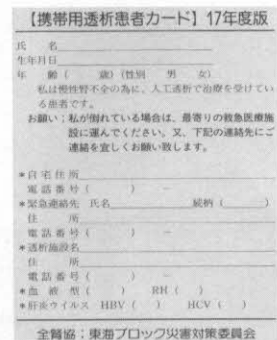 【携帯用透析患者カード】17年度版
氏 名
生年月日
年 齢( 歳)(性別 男 女)
私は慢性腎不全の為に、人工透析で治療を受けてい
る患者です。
お願い:私が倒れている場合は、最寄りの救急医療施
設に運んでください。又、下記の連絡先にご
連絡を宜しくお願い致します。
*自宅住所
電話番号( ) −
*緊急連絡先 氏名 続柄( )
住 所
電話番号( ) −
*透析施設名
住 所
電話番号( ) −
*血液型( ) RH( )
*肝炎ウイルス HBV( ) HCV( )
全腎協:東海ブロック災害対策委員会